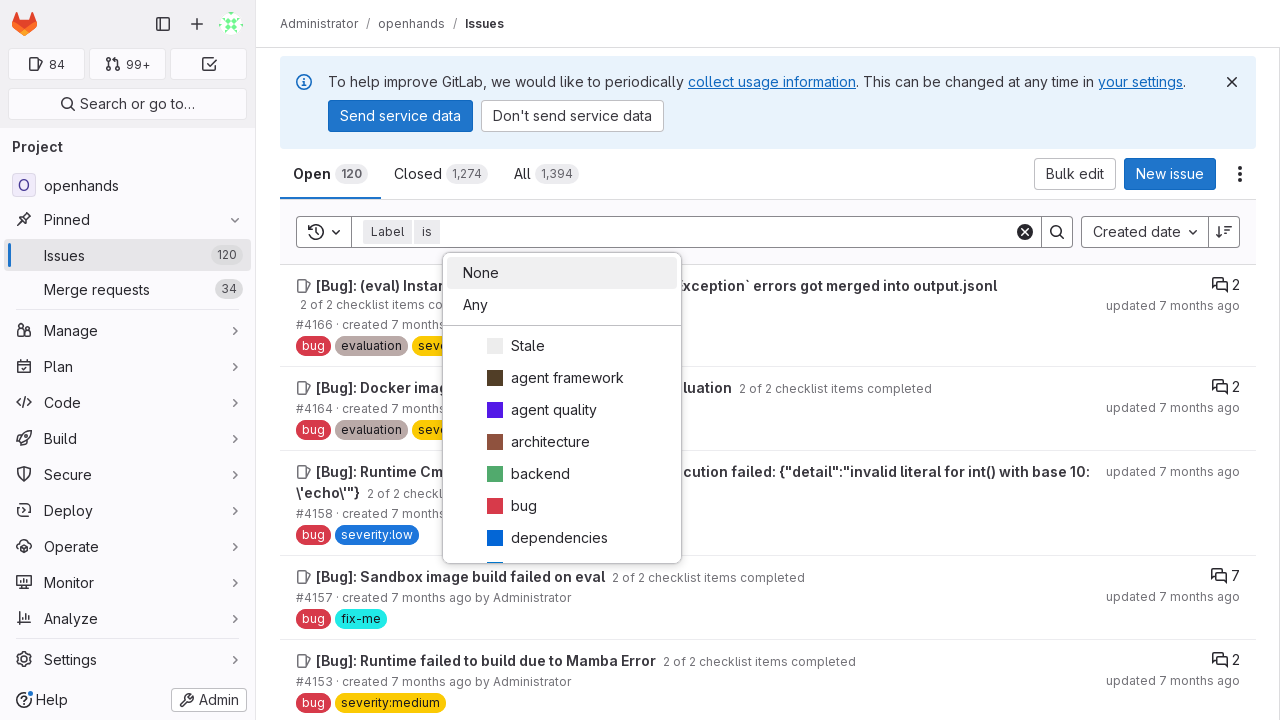 Administrator / openhands / Issues
84
99+
Search or go to…
To help improve GitLab, we would like to periodically collect usage information. This can be changed at any time in your settings.
Send service data
Don't send service data
Project
O openhands
Pinned
Issues 120
Merge requests 34
Manage
Plan
Code
Build
Secure
Deploy
Operate
Monitor
Analyze
Settings
Help
Admin
Open 120
Closed 1,274
All 1,394
Bulk edit
New issue
Label is
Created date
None
Any
Stale
agent framework
agent quality
architecture
backend
bug
dependencies
[Bug]: (eval) Instan
xception` errors got merged into output.jsonl
2
2 of 2 checklist items co
updated 7 months ago
#4166 · created 7 months
bug evaluation seve
[Bug]: Docker imag
luation 2 of 2 checklist items completed
2
#4164 · created 7 months
updated 7 months ago
bug evaluation seve
[Bug]: Runtime Cm
cution failed: {"detail":"invalid literal for int() with base 10:
updated 7 months ago
\'echo\'"} 2 of 2 checkli
#4158 · created 7 months
bug severity:low
[Bug]: Sandbox image build failed on eval 2 of 2 checklist items completed
7
#4157 · created 7 months ago by Administrator
updated 7 months ago
bug fix-me
[Bug]: Runtime failed to build due to Mamba Error 2 of 2 checklist items completed
2
#4153 · created 7 months ago by Administrator
updated 7 months ago
bug severity:medium